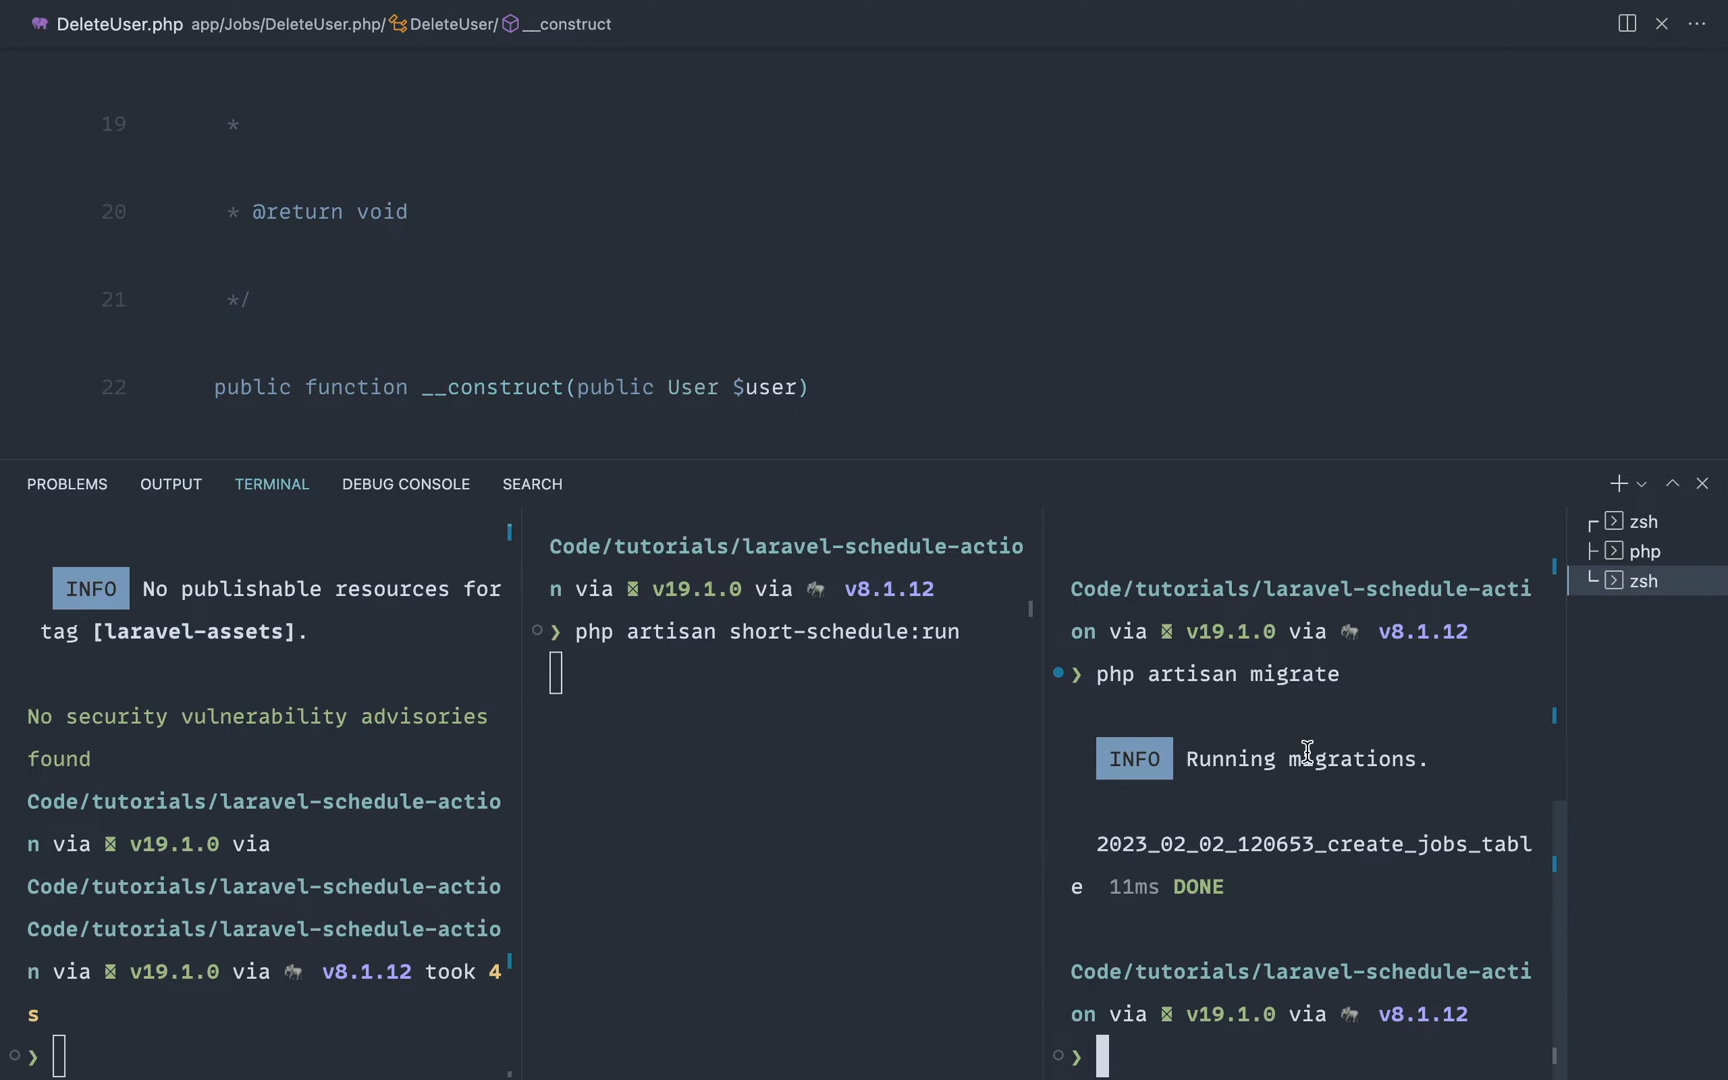 DeleteUser.php app/Jobs/DeleteUser.php/ DeleteUser/ __construct
19 *
20 * @return void
21 */
22 public function __construct(public User $user)
PROBLEMS OUTPUT TERMINAL DEBUG CONSOLE SEARCH
INFO No publishable resources for
tag [laravel-assets].
No security vulnerability advisories
found
Code/tutorials/laravel-schedule-actio
n via v19.1.0 via
Code/tutorials/laravel-schedule-actio
Code/tutorials/laravel-schedule-actio
n via v19.1.0 via v8.1.12 took 4
s
❯
Code/tutorials/laravel-schedule-actio
n via v19.1.0 via v8.1.12
❯ php artisan short-schedule:run
Code/tutorials/laravel-schedule-acti
on via v19.1.0 via v8.1.12
❯ php artisan migrate
INFO Running migrations.
2023_02_02_120653_create_jobs_tabl
e 11ms DONE
Code/tutorials/laravel-schedule-acti
on via v19.1.0 via v8.1.12
❯
zsh
php
zsh